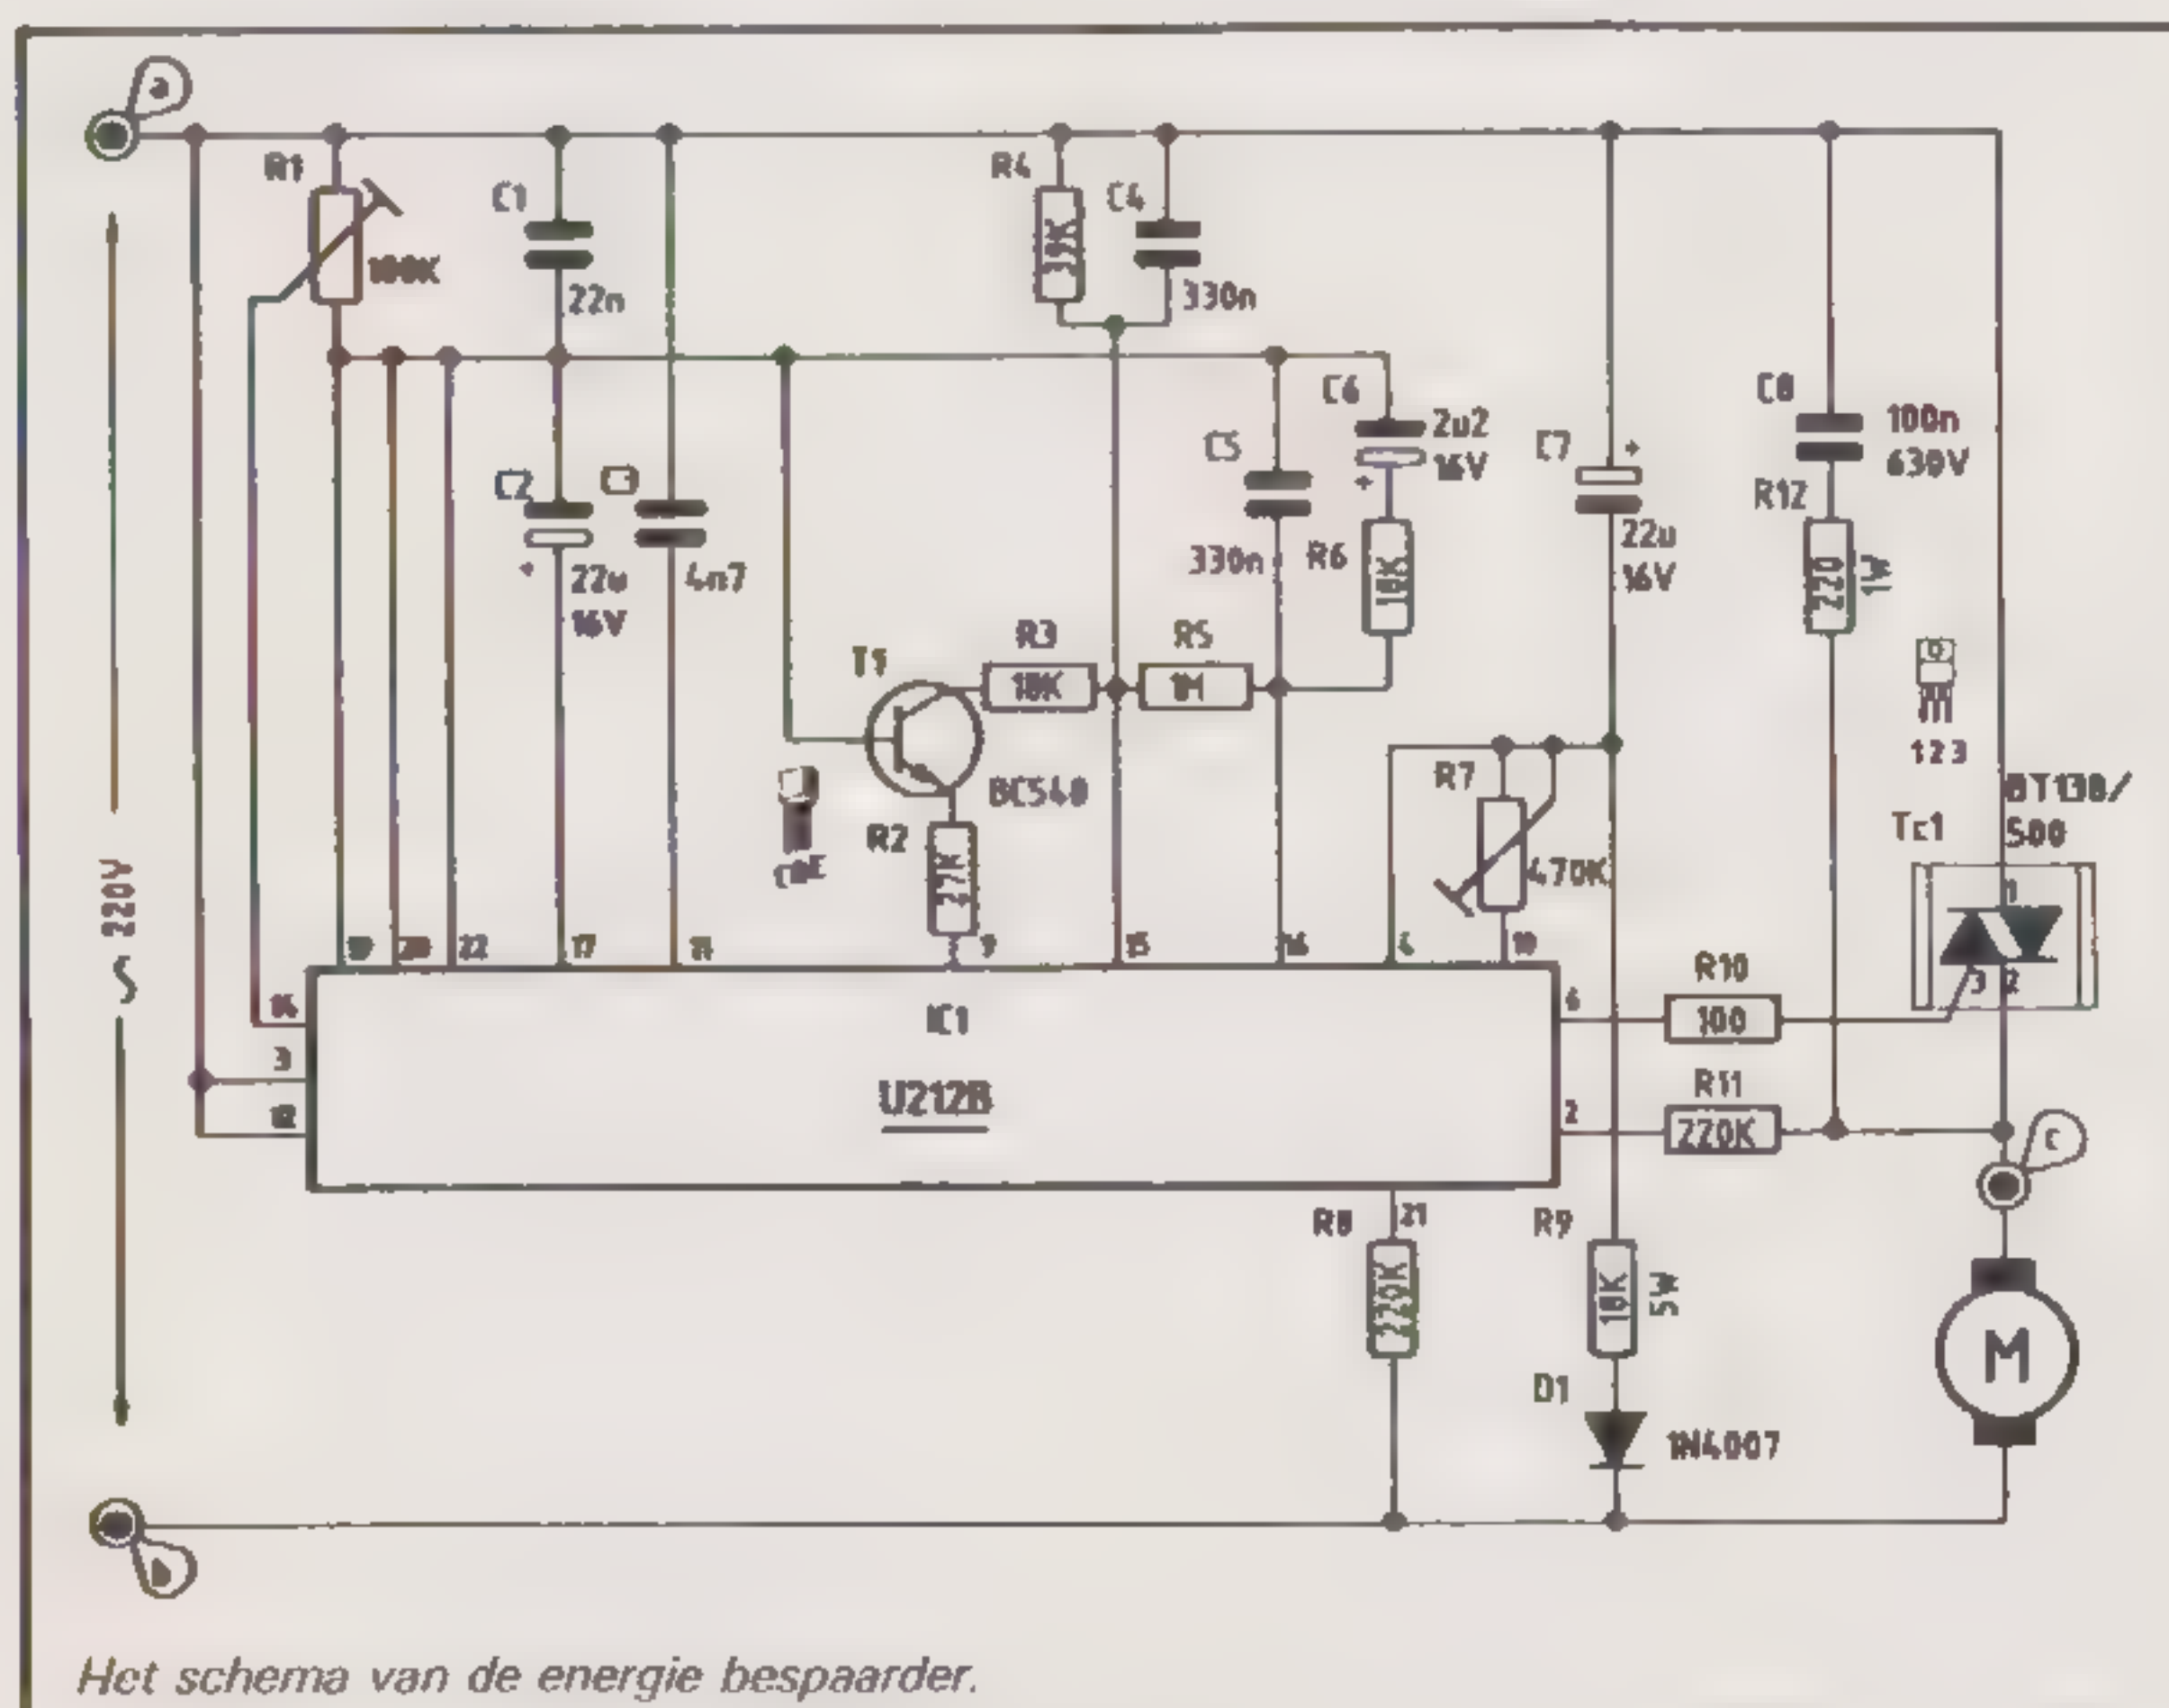 a
R1
100K
C1
22n
R4
39K
C4
330n
C2
22u
16V
C3
4n7
C5
330n
C6
2u2
16V
R6
10K
C7
22u
16V
C8
100n
630V
R12
220
1W
T1
BC548
R3
10K
R5
1M
R2
27K
R7
470K
1 2 3
BT138/
500
Tc1
1
3 2
~ 220V
19 20 22 17 11 9 15 16 4 10
14
3
12
IC1
U212B
6
2
R10
100
R11
220K
c
R8
21
220K
R9
10K
5W
D1
1N4007
M
b
Het schema van de energie bespaarder.